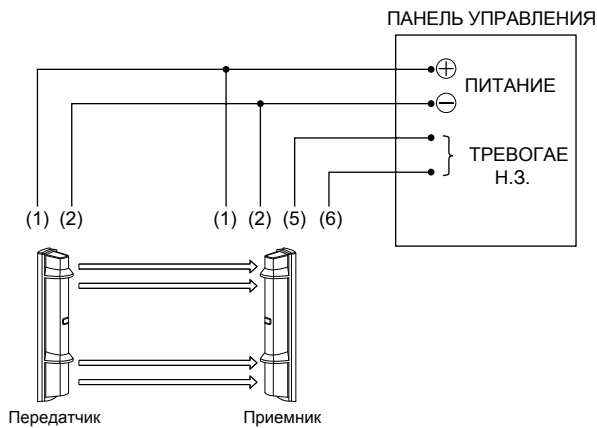 ПАНЕЛЬ УПРАВЛЕНИЯ
ПИТАНИЕ
ТРЕВОГАЕ
Н.З.
(1) (2) (1) (2) (5) (6)
Передатчик Приемник